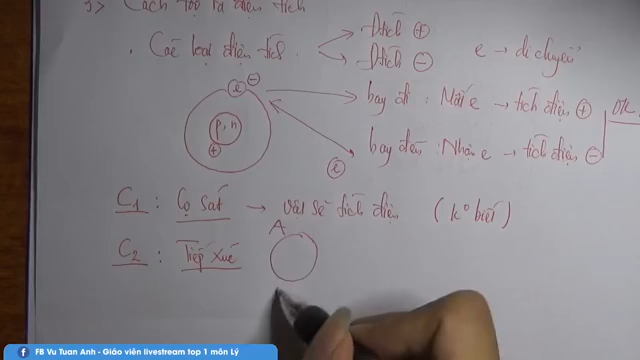 Cách tạo ra điện tích
. Các loại điện tích
Đtích +
Đtích -
e → di chuyển
e -
p, n
+
bay đi : Mất e → tích điện +
bay đến : Nhận e → tích điện -
e
C1 : Cọ sát → vật sẽ tích điện ( k° biết )
C2 : Tiếp xúc
A
FB Vu Tuan Anh - Giáo viên livestream top 1 môn Lý